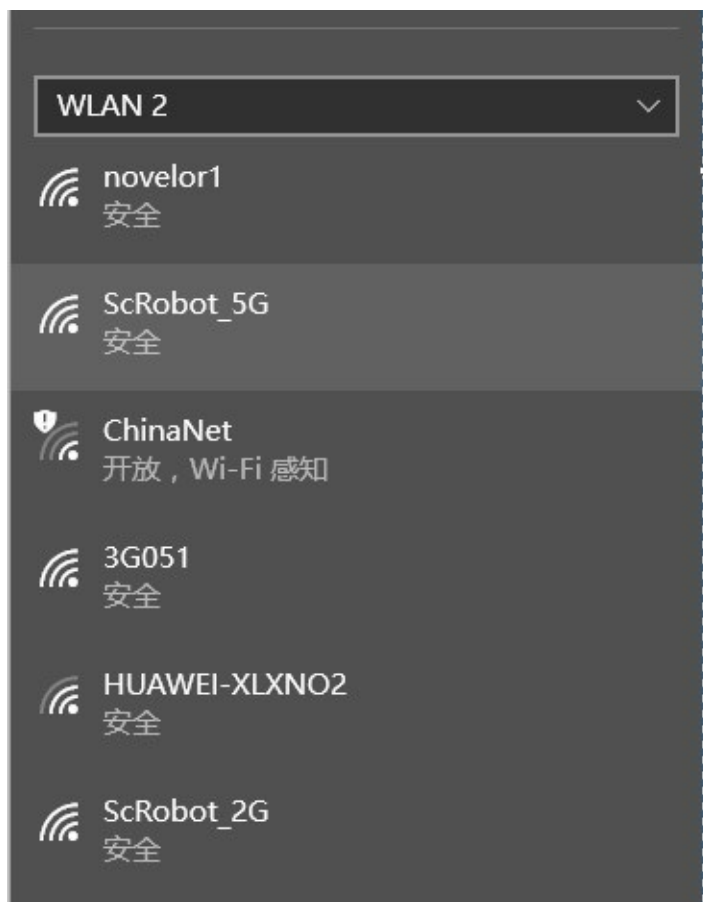 WLAN 2
novelor1
安全
ScRobot_5G
安全
ChinaNet
开放，Wi-Fi 感知
3G051
安全
HUAWEI-XLXNO2
安全
ScRobot_2G
安全